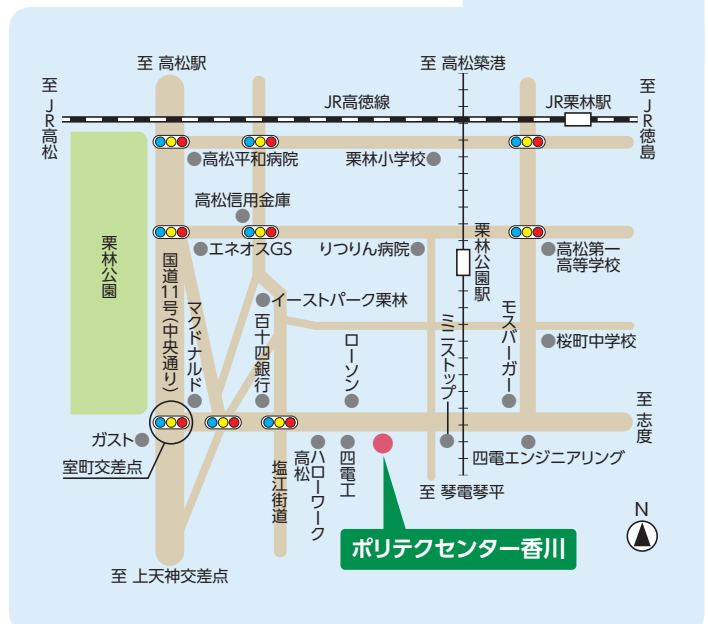 至 高松駅
至 高松築港
至 JR高松
JR高徳線
JR栗林駅
至 JR徳島
高松平和病院
栗林小学校
高松信用金庫
栗林公園
エネオスGS
りつりん病院
栗林公園駅
高松第一
高等学校
国道11号(中央通り)
マクドナルド
イーストパーク栗林
百十四銀行
ローソン
ミニストップ
モスバーガー
桜町中学校
至 志度
ガスト
室町交差点
塩江街道
ハローワーク
高松
四電工
四電エンジニアリング
至 琴電琴平
N
ポリテクセンター香川
至 上天神交差点